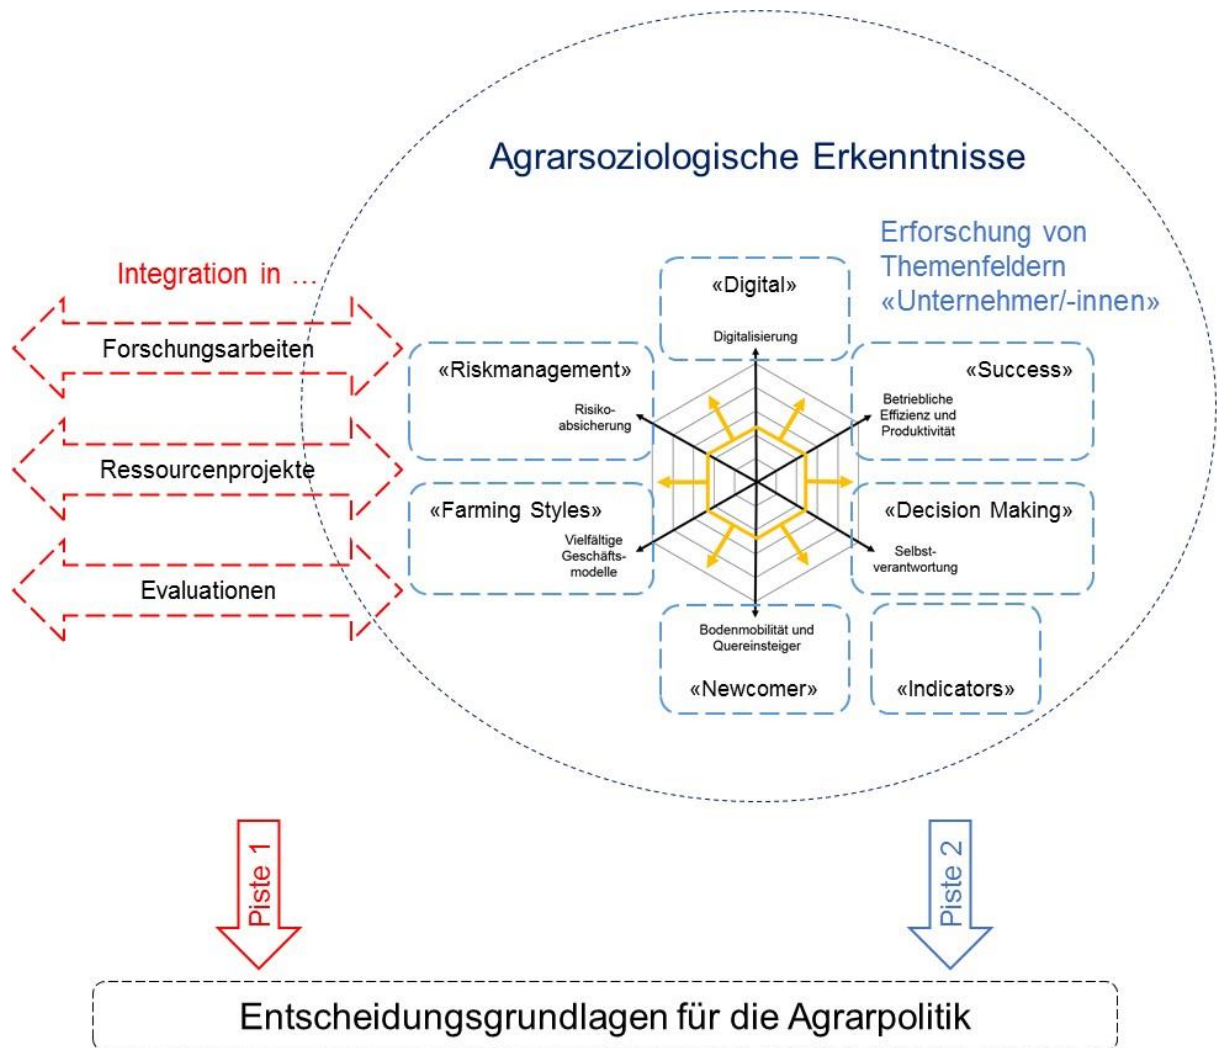 Agrarsoziologische Erkenntnisse
Erforschung von
Themenfeldern
«Unternehmer/-innen»
Integration in ...
Forschungsarbeiten
Ressourcenprojekte
Evaluationen
«Digital»
Digitalisierung
«Riskmanagement»
Risiko-
absicherung
«Success»
Betriebliche
Effizienz und
Produktivität
«Farming Styles»
Vielfältige
Geschäfts-
modelle
«Decision Making»
Selbst-
verantwortung
Bodenmobilität und
Quereinsteiger
«Newcomer»
«Indicators»
Piste 1
Piste 2
Entscheidungsgrundlagen für die Agrarpolitik